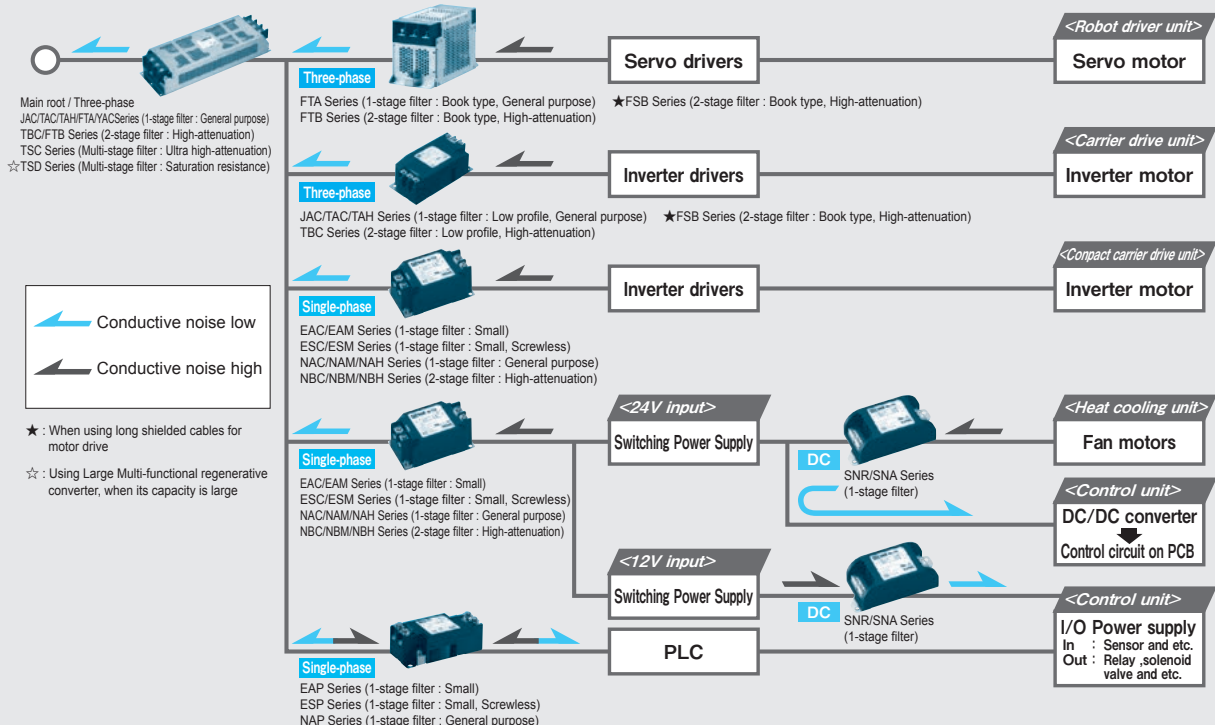 Main root / Three-phase
JAC/TAC/TAH/FTA/YACSeries (1-stage filter : General purpose)
TBC/FTB Series (2-stage filter : High-attenuation)
TSC Series (Multi-stage filter : Ultra high-attenuation)
☆TSD Series (Multi-stage filter : Saturation resistance)
Conductive noise low
Conductive noise high
★ : When using long shielded cables for
motor drive
☆ : Using Large Multi-functional regenerative
converter, when its capacity is large
Three-phase
FTA Series (1-stage filter : Book type, General purpose) ★FSB Series (2-stage filter : Book type, High-attenuation)
FTB Series (2-stage filter : Book type, High-attenuation)
Servo drivers
<Robot driver unit>
Servo motor
Three-phase
JAC/TAC/TAH Series (1-stage filter : Low profile, General purpose) ★FSB Series (2-stage filter : Book type, High-attenuation)
TBC Series (2-stage filter : Low profile, High-attenuation)
Inverter drivers
<Carrier drive unit>
Inverter motor
Single-phase
EAC/EAM Series (1-stage filter : Small)
ESC/ESM Series (1-stage filter : Small, Screwless)
NAC/NAM/NAH Series (1-stage filter : General purpose)
NBC/NBM/NBH Series (2-stage filter : High-attenuation)
Inverter drivers
<Conpact carrier drive unit>
Inverter motor
Single-phase
EAC/EAM Series (1-stage filter : Small)
ESC/ESM Series (1-stage filter : Small, Screwless)
NAC/NAM/NAH Series (1-stage filter : General purpose)
NBC/NBM/NBH Series (2-stage filter : High-attenuation)
<24V input>
Switching Power Supply
DC
SNR/SNA Series
(1-stage filter)
<Heat cooling unit>
Fan motors
<Control unit>
DC/DC converter
Control circuit on PCB
<12V input>
Switching Power Supply
DC
SNR/SNA Series
(1-stage filter)
<Control unit>
I/O Power supply
In : Sensor and etc.
Out : Relay ,solenoid
valve and etc.
Single-phase
EAP Series (1-stage filter : Small)
ESP Series (1-stage filter : Small, Screwless)
NAP Series (1-stage filter : General purpose)
PLC